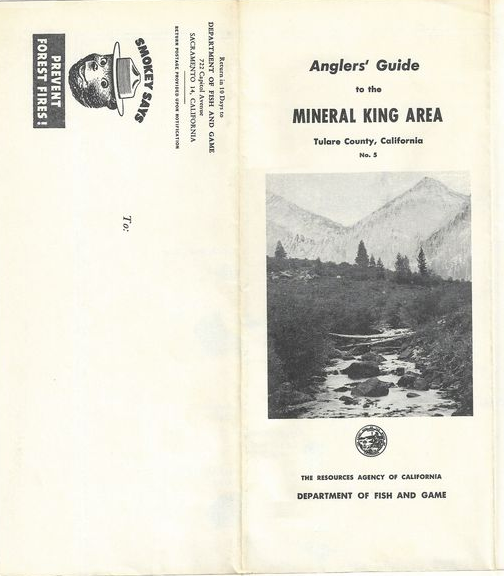 Return in 10 Days to
DEPARTMENT OF FISH AND GAME
722 Capitol Avenue
SACRAMENTO 14, CALIFORNIA
RETURN POSTAGE PROVIDED UPON NOTIFICATION
SMOKEY SAYS
PREVENT
FOREST FIRES!
To:
Anglers' Guide
to the
MINERAL KING AREA
Tulare County, California
No. 5
THE RESOURCES AGENCY OF CALIFORNIA
DEPARTMENT OF FISH AND GAME